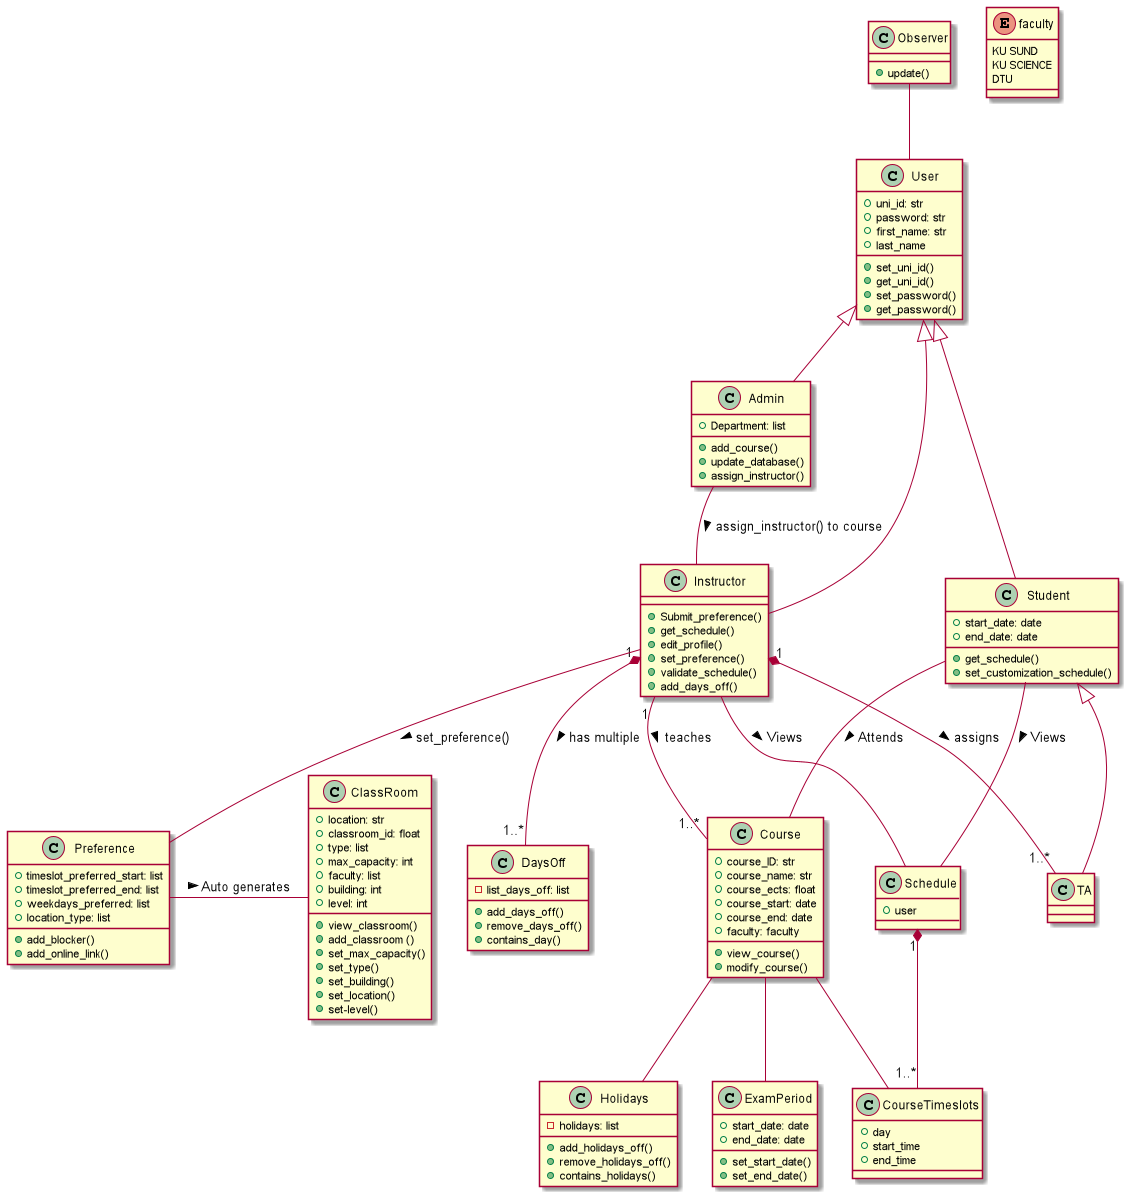 C Observer
update()
E faculty
KU SUND
KU SCIENCE
DTU
C User
uni_id: str
password: str
first_name: str
last_name
set_uni_id()
get_uni_id()
set_password()
get_password()
C Admin
Department: list
add_course()
update_database()
assign_instructor()
assign_instructor() to course
C Instructor
Submit_preference()
get_schedule()
edit_profile()
set_preference()
validate_schedule()
add_days_off()
1
1
1
C Student
start_date: date
end_date: date
get_schedule()
set_customization_schedule()
set_preference()
has multiple
teaches
Views
Attends
assigns
Views
C ClassRoom
location: str
classroom_id: float
type: list
max_capacity: int
faculty: list
building: int
level: int
view_classroom()
add_classroom ()
set_max_capacity()
set_type()
set_building()
set_location()
set-level()
C Preference
timeslot_preferred_start: list
timeslot_preferred_end: list
weekdays_preferred: list
location_type: list
add_blocker()
add_online_link()
Auto generates
1..*
C DaysOff
list_days_off: list
add_days_off()
remove_days_off()
contains_day()
1..*
C Course
course_ID: str
course_name: str
course_ects: float
course_start: date
course_end: date
faculty: faculty
view_course()
modify_course()
C Schedule
user
1
1..*
C TA
1..*
C Holidays
holidays: list
add_holidays_off()
remove_holidays_off()
contains_holidays()
C ExamPeriod
start_date: date
end_date: date
set_start_date()
set_end_date()
C CourseTimeslots
day
start_time
end_time